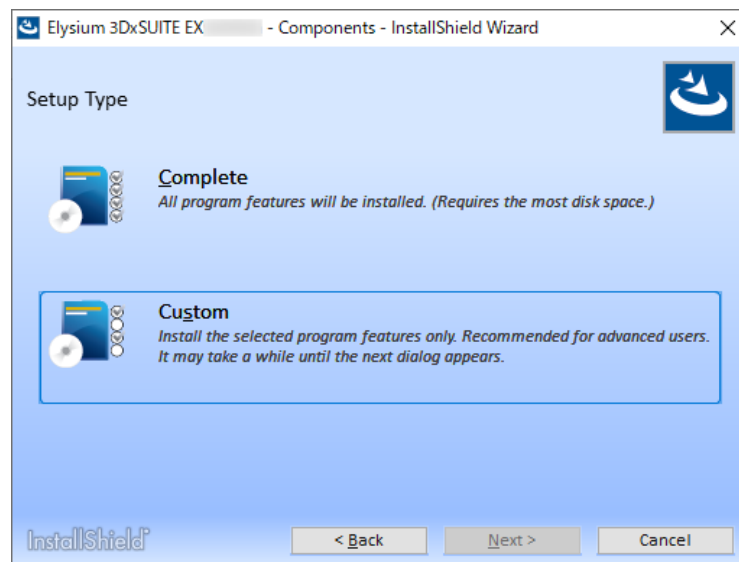 Elysium 3DxSUITE EX - Components - InstallShield Wizard
Setup Type
Complete
All program features will be installed. (Requires the most disk space.)
Custom
Install the selected program features only. Recommended for advanced users.
It may take a while until the next dialog appears.
InstallShield
< Back
Next >
Cancel